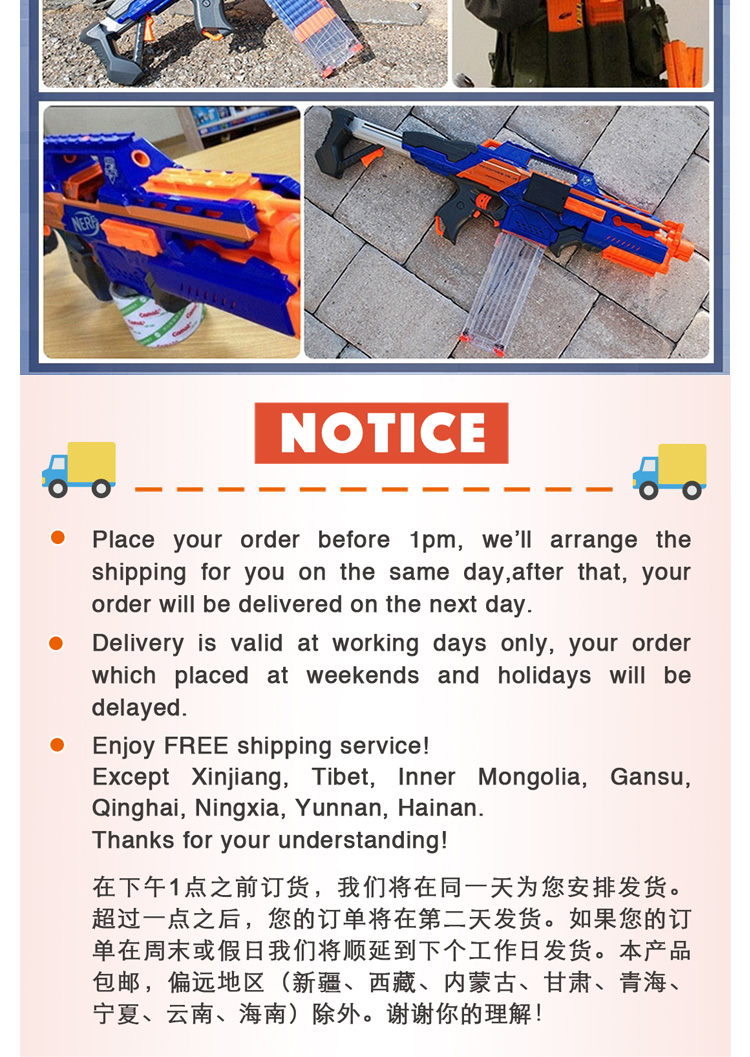 NERF
NOTICE
Place your order before 1pm, we’ll arrange the
shipping for you on the same day,after that, your
order will be delivered on the next day.
Delivery is valid at working days only, your order
which placed at weekends and holidays will be
delayed.
Enjoy FREE shipping service!
Except Xinjiang, Tibet, Inner Mongolia, Gansu,
Qinghai, Ningxia, Yunnan, Hainan.
Thanks for your understanding!
在下午1点之前订货，我们将在同一天为您安排发货。
超过一点之后，您的订单将在第二天发货。如果您的订
单在周末或假日我们将顺延到下个工作日发货。本产品
包邮，偏远地区（新疆、西藏、内蒙古、甘肃、青海、
宁夏、云南、海南）除外。谢谢你的理解！